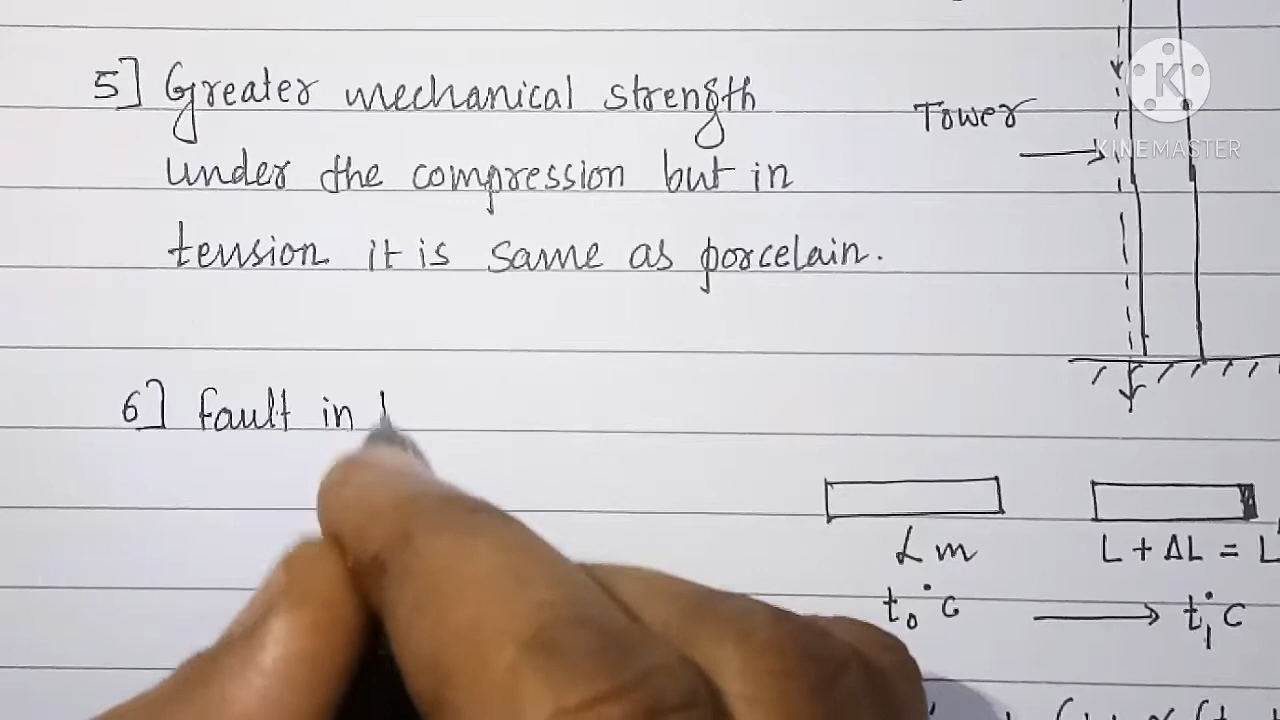 5] Greater mechanical strength
under the compression but in
tension it is same as porcelain.
6] fault in
Tower
KINEMASTER
L m
L + ΔL = L'
t₀°C → t₁°C